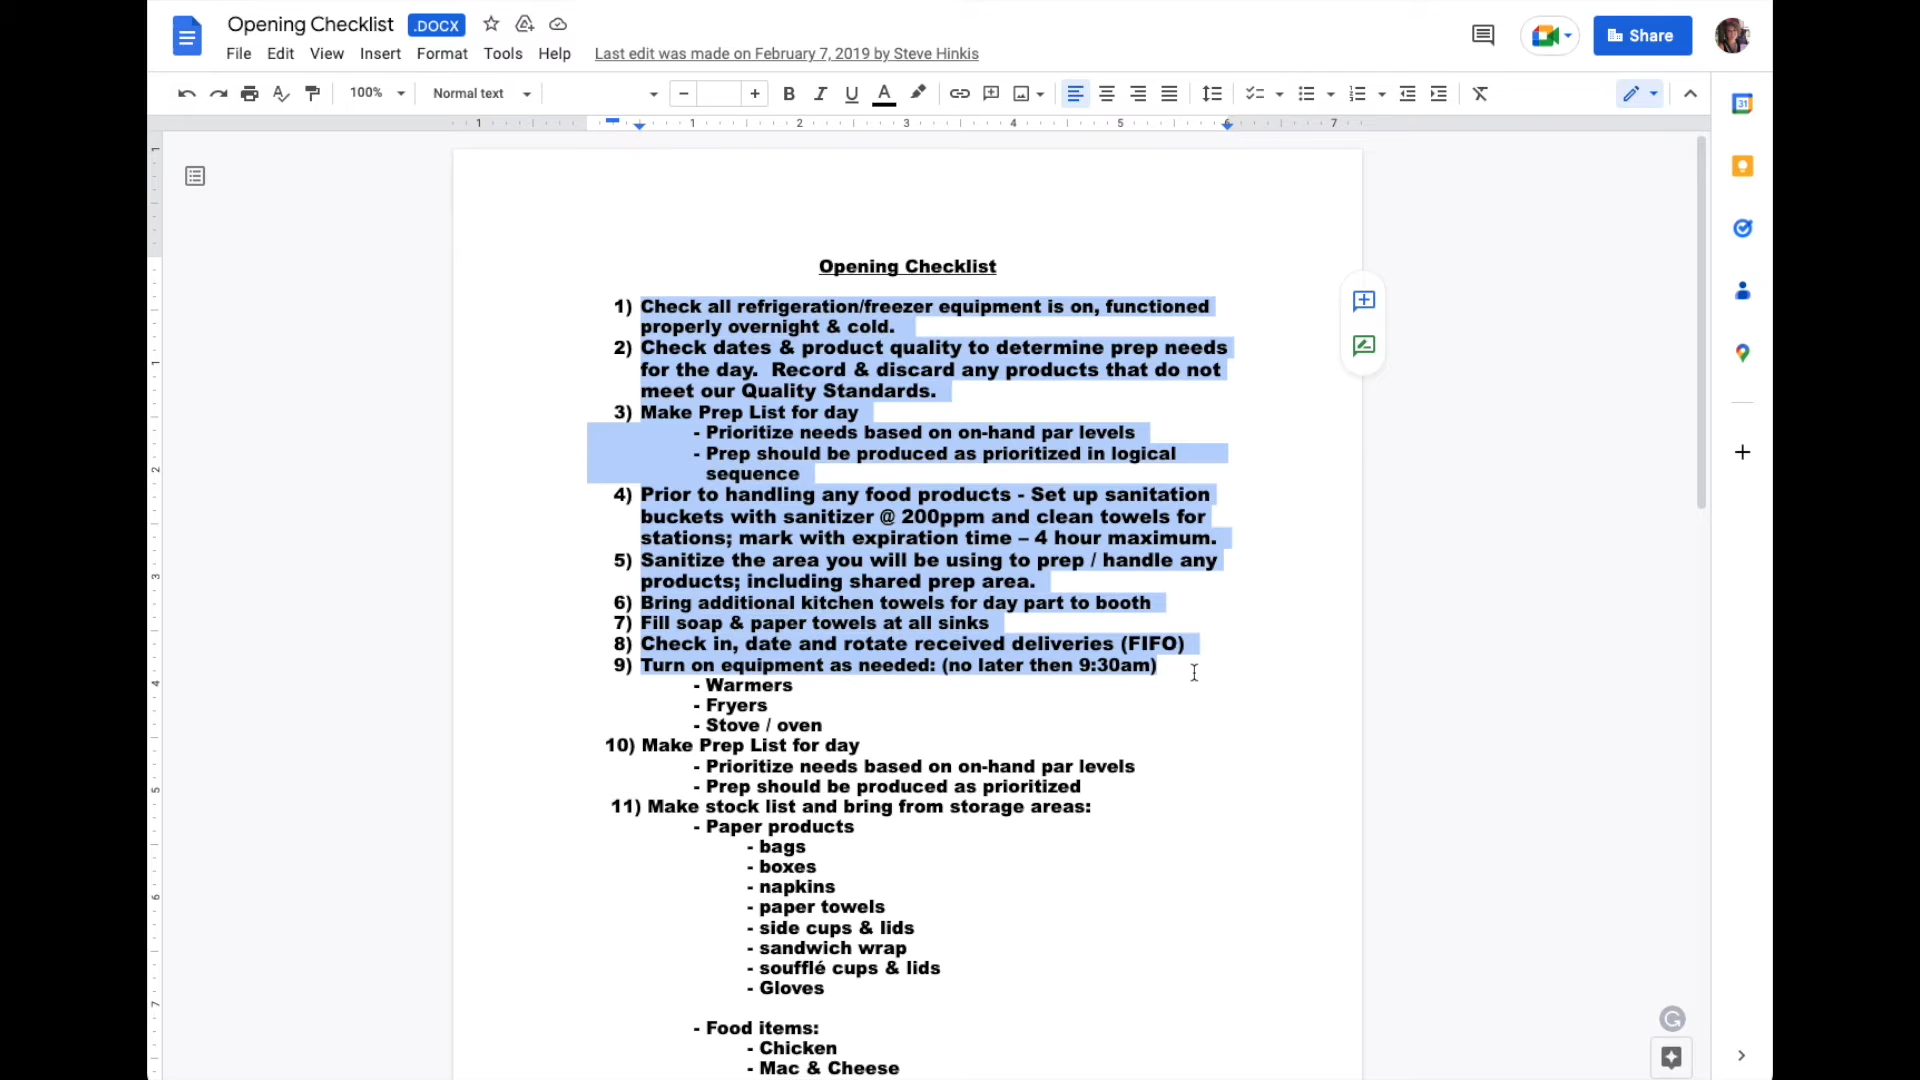 Opening Checklist .DOCX
File Edit View Insert Format Tools Help Last edit was made on February 7, 2019 by Steve Hinkis
Share
100% Normal text
1 1 2 3 4 5 6 7
Opening Checklist
1) Check all refrigeration/freezer equipment is on, functioned
properly overnight & cold.
2) Check dates & product quality to determine prep needs
for the day. Record & discard any products that do not
meet our Quality Standards.
3) Make Prep List for day
- Prioritize needs based on on-hand par levels
- Prep should be produced as prioritized in logical
sequence
4) Prior to handling any food products - Set up sanitation
buckets with sanitizer @ 200ppm and clean towels for
stations; mark with expiration time – 4 hour maximum.
5) Sanitize the area you will be using to prep / handle any
products; including shared prep area.
6) Bring additional kitchen towels for day part to booth
7) Fill soap & paper towels at all sinks
8) Check in, date and rotate received deliveries (FIFO)
9) Turn on equipment as needed: (no later then 9:30am)
- Warmers
- Fryers
- Stove / oven
10) Make Prep List for day
- Prioritize needs based on on-hand par levels
- Prep should be produced as prioritized
11) Make stock list and bring from storage areas:
- Paper products
- bags
- boxes
- napkins
- paper towels
- side cups & lids
- sandwich wrap
- soufflé cups & lids
- Gloves
- Food items:
- Chicken
- Mac & Cheese